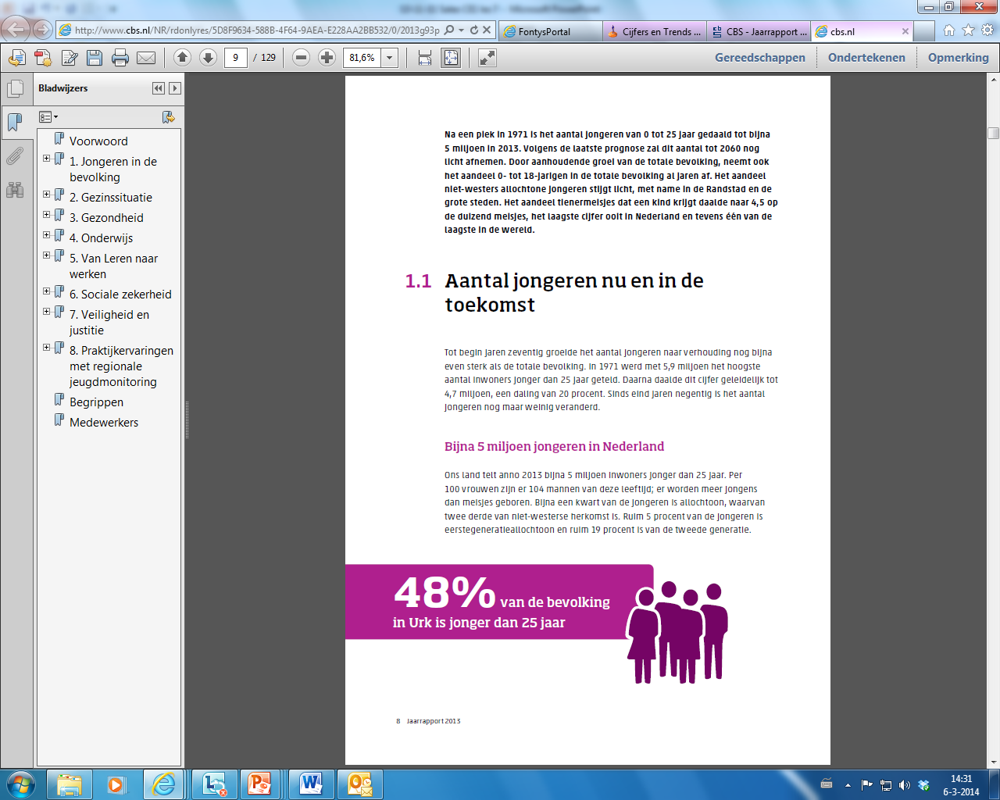 http://www.cbs.nl/NR/rdonlyres/5D8F9634-588B-4F64-9AEA-E228AA2BB532/0/2013g93p
FontysPortal
Cijfers en Trends ...
CBS - Jaarrapport ...
cbs.nl
9 / 129
81,6%
Gereedschappen
Ondertekenen
Opmerking
Bladwijzers
Voorwoord
1. Jongeren in de
bevolking
2. Gezinssituatie
3. Gezondheid
4. Onderwijs
5. Van Leren naar
werken
6. Sociale zekerheid
7. Veiligheid en
justitie
8. Praktijkervaringen
met regionale
jeugdmonitoring
Begrippen
Medewerkers
Na een piek in 1971 is het aantal jongeren van 0 tot 25 jaar gedaald tot bijna
5 miljoen in 2013. Volgens de laatste prognose zal dit aantal tot 2060 nog
licht afnemen. Door aanhoudende groei van de totale bevolking, neemt ook
het aandeel 0- tot 18-jarigen in de totale bevolking al jaren af. Het aandeel
niet-westers allochtone jongeren stijgt licht, met name in de Randstad en de
grote steden. Het aandeel tienermeisjes dat een kind krijgt daalde naar 4,5 op
de duizend meisjes, het laagste cijfer ooit in Nederland en tevens één van de
laagste in de wereld.
1.1 Aantal jongeren nu en in de
toekomst
Tot begin jaren zeventig groeide het aantal jongeren naar verhouding nog bijna
even sterk als de totale bevolking. In 1971 werd met 5,9 miljoen het hoogste
aantal inwoners jonger dan 25 jaar geteld. Daarna daalde dit cijfer geleidelijk tot
4,7 miljoen, een daling van 20 procent. Sinds eind jaren negentig is het aantal
jongeren nog maar weinig veranderd.
Bijna 5 miljoen jongeren in Nederland
Ons land telt anno 2013 bijna 5 miljoen inwoners jonger dan 25 jaar. Per
100 vrouwen zijn er 104 mannen van deze leeftijd; er worden meer jongens
dan meisjes geboren. Bijna een kwart van de jongeren is allochtoon, waarvan
twee derde van niet-westerse herkomst is. Ruim 5 procent van de jongeren is
eerstegeneratieallochtoon en ruim 19 procent is van de tweede generatie.
48% van de bevolking
in Urk is jonger dan 25 jaar
8 Jaarrapport 2013
14:31
6-3-2014